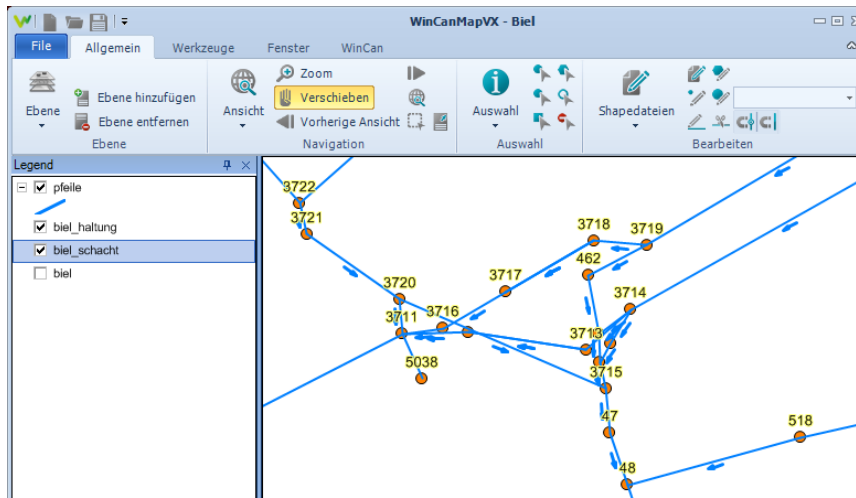 WinCanMapVX - Biel
File Allgemein Werkzeuge Fenster WinCan
Ebene
Ebene hinzufügen
Ebene entfernen
Ebene
Ansicht
Zoom
Verschieben
Vorherige Ansicht
Navigation
Auswahl
Auswahl
Shapedateien
Bearbeiten
Legend
pfeile
biel_haltung
biel_schacht
biel
3722
3721
3718
3719
462
3720
3717
3714
3716
3711
3713
5038
3715
47
518
48